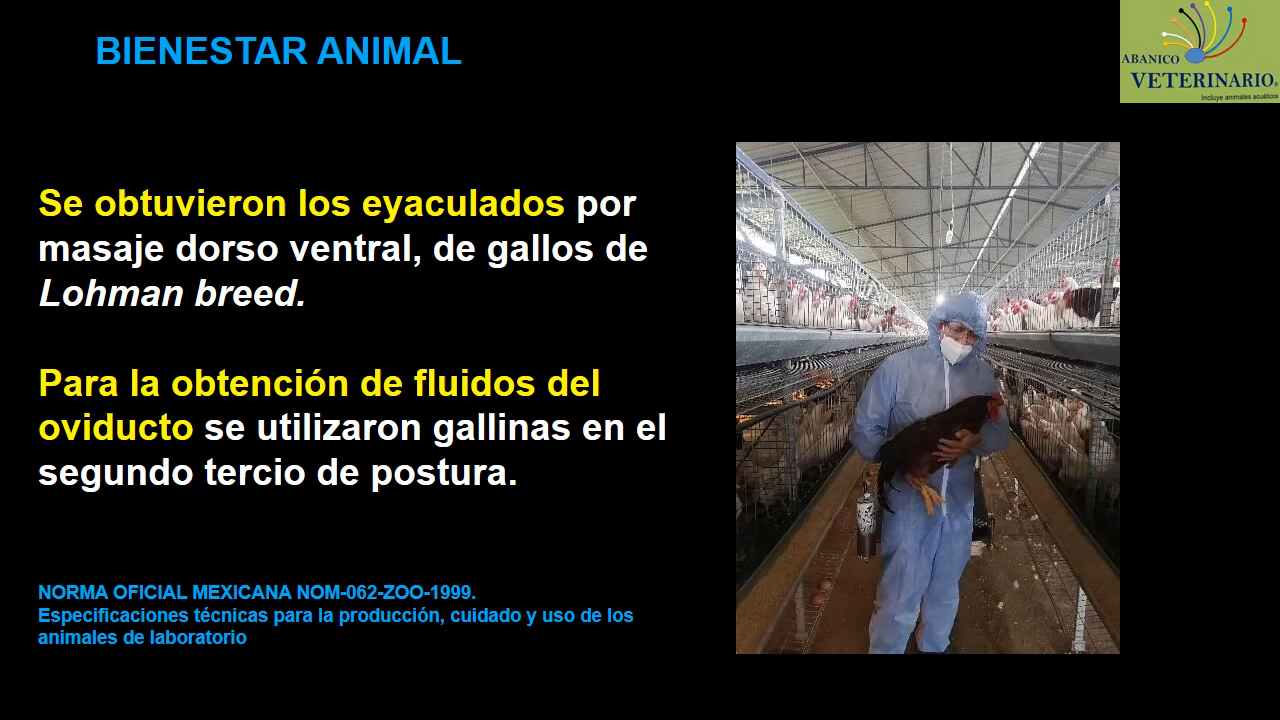 BIENESTAR ANIMAL
ABANICO
VETERINARIO®
Incluye animales acuáticos
Se obtuvieron los eyaculados por
masaje dorso ventral, de gallos de
Lohman breed.
Para la obtención de fluidos del
oviducto se utilizaron gallinas en el
segundo tercio de postura.
NORMA OFICIAL MEXICANA NOM-062-ZOO-1999.
Especificaciones técnicas para la producción, cuidado y uso de los
animales de laboratorio